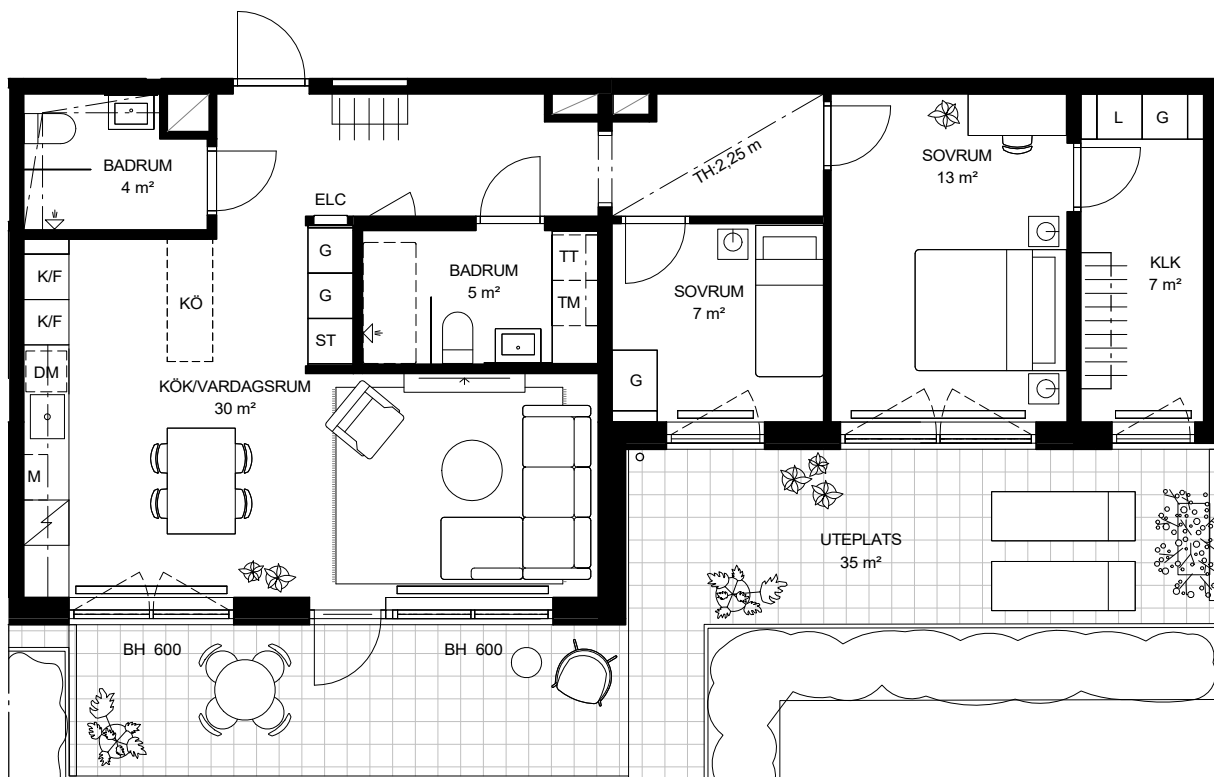 BADRUM
4 m²
ELC
TH:2,25 m
SOVRUM
13 m²
L
G
K/F
K/F
KÖ
G
G
ST
BADRUM
5 m²
TT
TM
SOVRUM
7 m²
KLK
7 m²
DM
KÖK/VARDAGSRUM
30 m²
G
M
UTEPLATS
35 m²
BH 600
BH 600